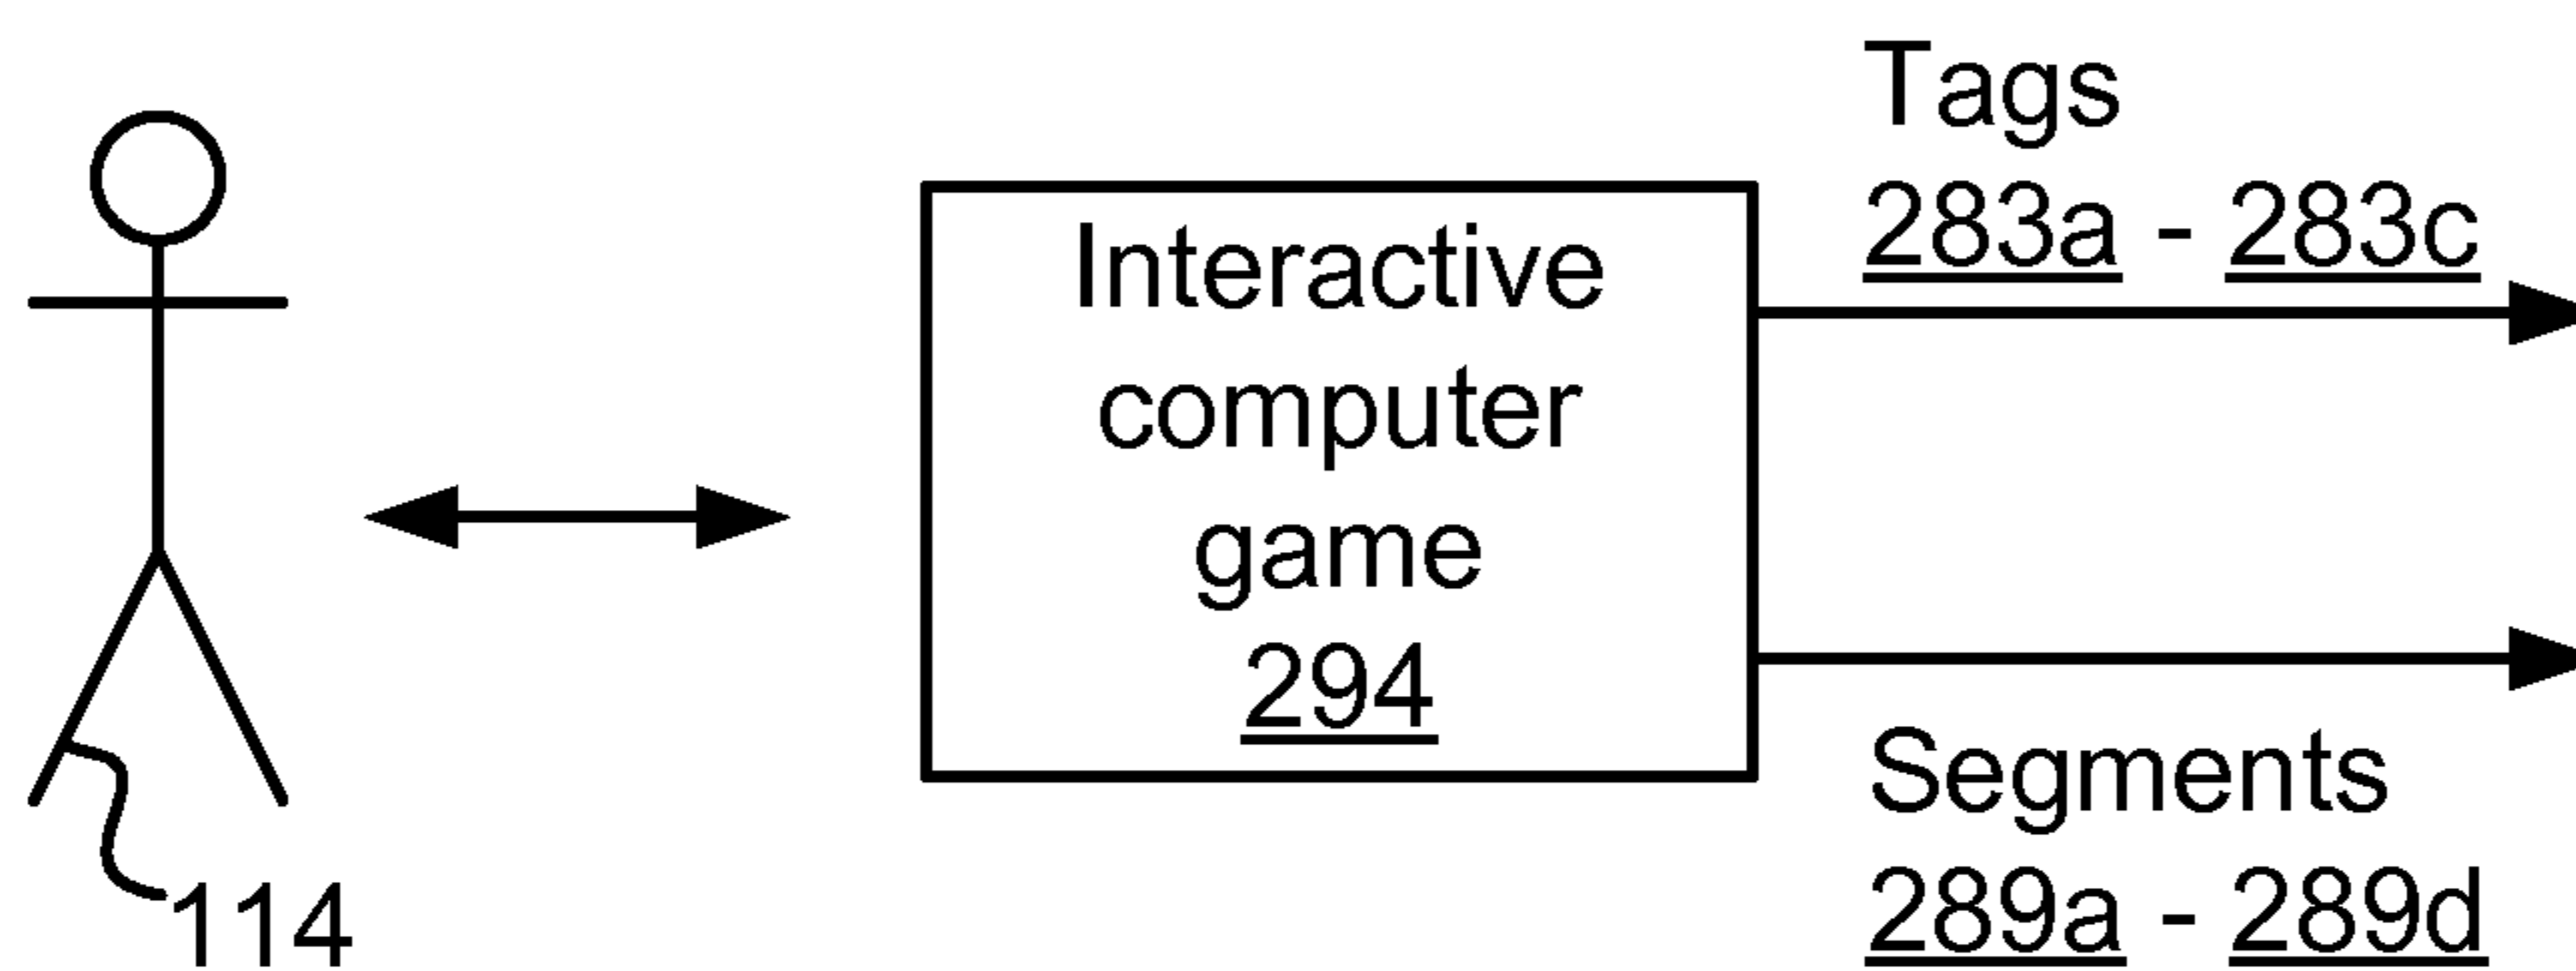 Tags
283a - 283c
Interactive
computer
game
294
Segments
289a - 289d
114